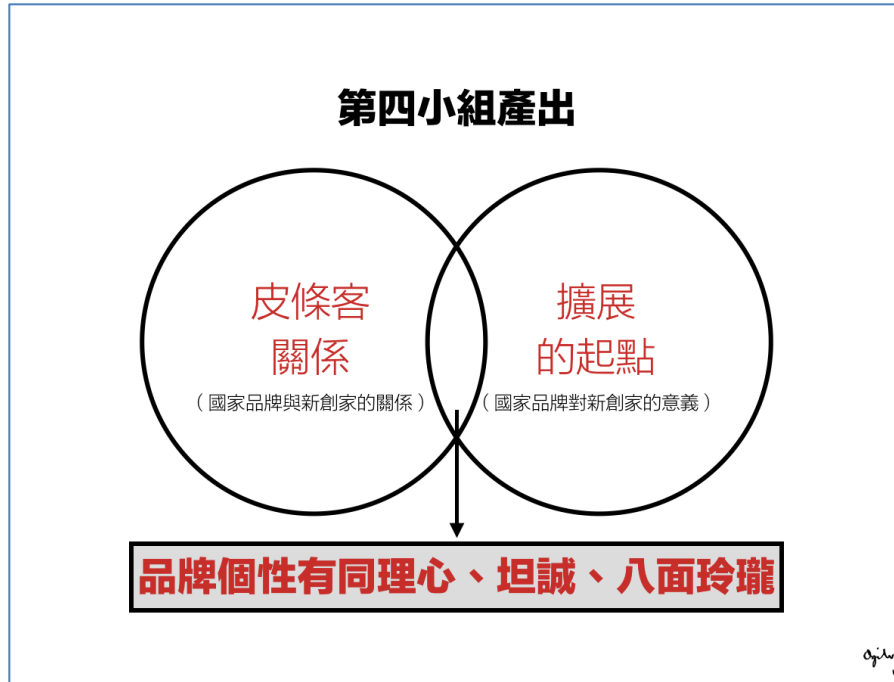 第四小組產出
皮條客
關係
（國家品牌與新創家的關係）
擴展
的起點
（國家品牌對新創家的意義）
品牌個性有同理心、坦誠、八面玲瓏